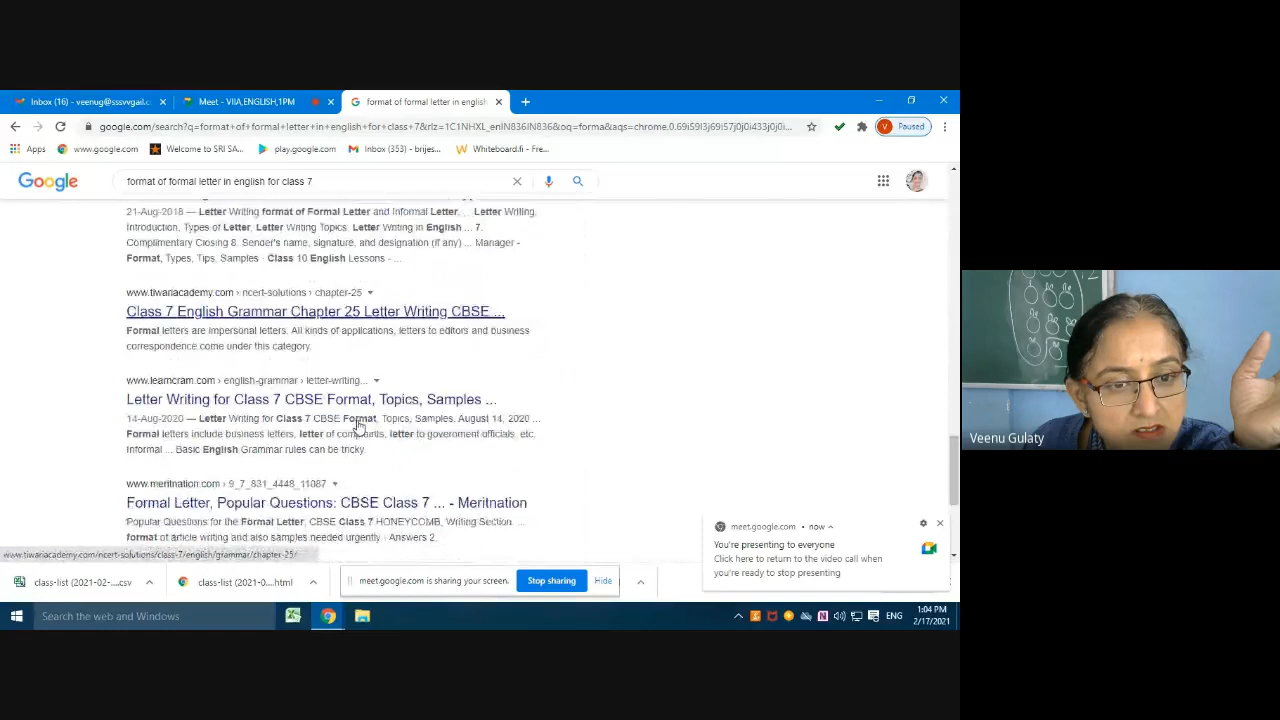 Inbox (16) - veenug@sssvvgail.c
Meet - VIIA,ENGLISH,1PM
format of formal letter in english
google.com/search?q=format+of+formal+letter+in+english+for+class+7&rlz=1C1NHXL_enIN836IN836&oq=forma&aqs=chrome.0.69i59l3j69i57j0j0i433j0j0i...
Paused
Apps
www.google.com
Welcome to SRI SA...
play.google.com
Inbox (353) - brijes...
Whiteboard.fi - Fre...
Google
format of formal letter in english for class 7
21-Aug-2018 — Letter Writing format of Formal Letter and Informal Letter, ... Letter Writing,
Introduction, Types of Letter, Letter Writing Topics, Letter Writing in English ... 7.
Complimentary Closing 8. Sender's name, signature, and designation (if any) ... Manager -
Format, Types, Tips, Samples · Class 10 English Lessons - ...
www.tiwariacademy.com › ncert-solutions › chapter-25
Class 7 English Grammar Chapter 25 Letter Writing CBSE ...
Formal letters are impersonal letters. All kinds of applications, letters to editors and business
correspondence come under this category.
www.learncram.com › english-grammar › letter-writing...
Letter Writing for Class 7 CBSE Format, Topics, Samples ...
14-Aug-2020 — Letter Writing for Class 7 CBSE Format, Topics, Samples. August 14, 2020 ...
Formal letters include business letters, letter of complaints, letter to government officials, etc.
Informal ... Basic English Grammar rules can be tricky.
www.meritnation.com › 9_7_831_4448_11087
Formal Letter, Popular Questions: CBSE Class 7 ... - Meritnation
Popular Questions for the Formal Letter, CBSE Class 7 HONEYCOMB, Writing Section. ...
format of article writing and also samples needed urgently - Answers 2.
www.tiwariacademy.com/ncert-solutions/class-7/english/grammar/chapter-25/
meet.google.com • now
You're presenting to everyone
Click here to return to the video call when
you're ready to stop presenting
class-list (2021-02-....csv
class-list (2021-0....html
meet.google.com is sharing your screen.
Stop sharing
Hide
Search the web and Windows
ENG
1:04 PM
2/17/2021
Veenu Gulaty
12